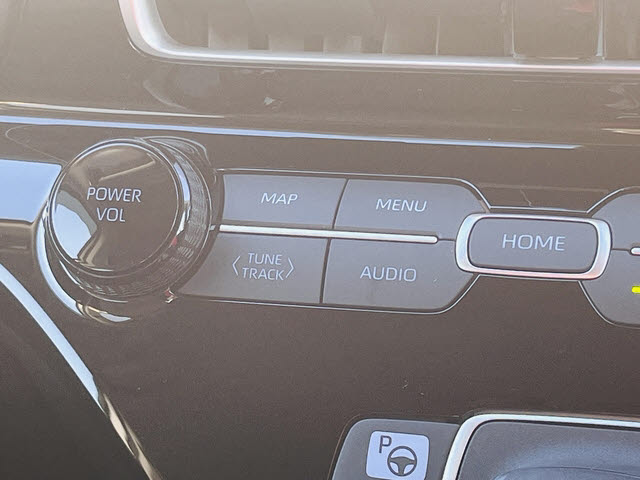 POWER
VOL
MAP
MENU
HOME
TUNE
TRACK
AUDIO
P